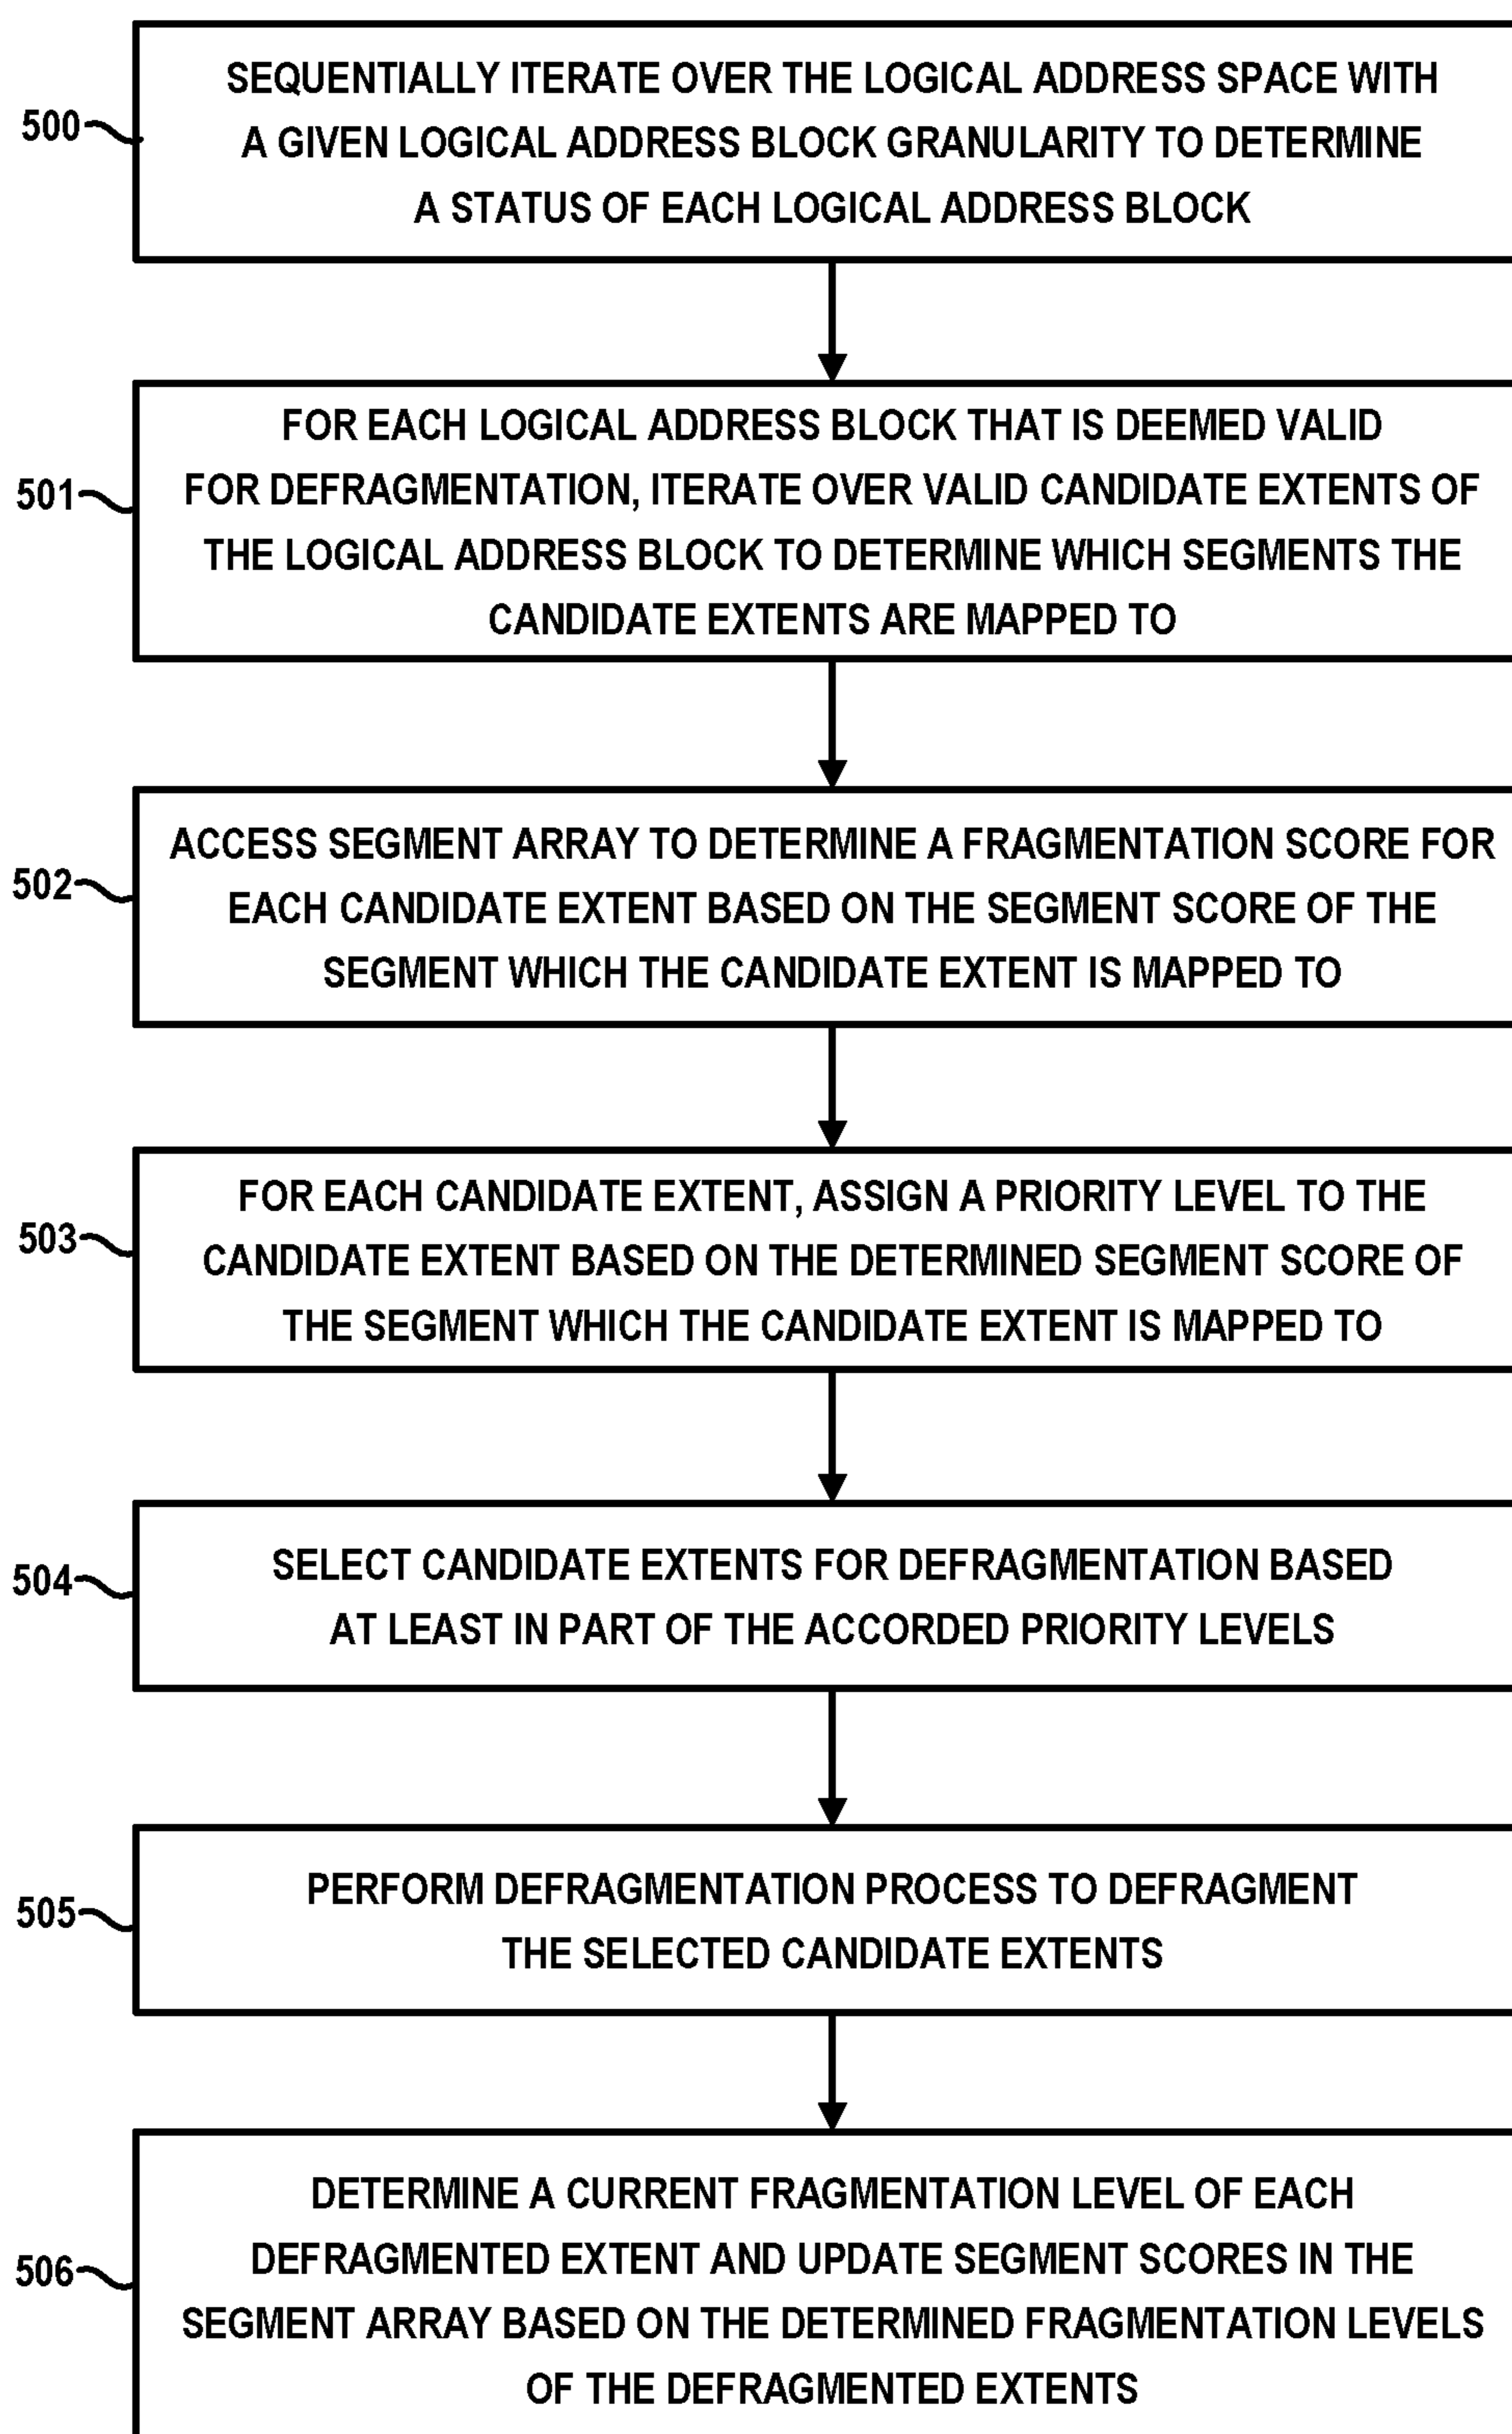 SEQUENTIALLY ITERATE OVER THE LOGICAL ADDRESS SPACE WITH
500
A GIVEN LOGICAL ADDRESS BLOCK GRANULARITY TO DETERMINE
A STATUS OF EACH LOGICAL ADDRESS BLOCK
FOR EACH LOGICAL ADDRESS BLOCK THAT IS DEEMED VALID
501
FOR DEFRAGMENTATION, ITERATE OVER VALID CANDIDATE EXTENTS OF
THE LOGICAL ADDRESS BLOCK TO DETERMINE WHICH SEGMENTS THE
CANDIDATE EXTENTS ARE MAPPED TO
ACCESS SEGMENT ARRAY TO DETERMINE A FRAGMENTATION SCORE FOR
502
EACH CANDIDATE EXTENT BASED ON THE SEGMENT SCORE OF THE
SEGMENT WHICH THE CANDIDATE EXTENT IS MAPPED TO
FOR EACH CANDIDATE EXTENT, ASSIGN A PRIORITY LEVEL TO THE
503
CANDIDATE EXTENT BASED ON THE DETERMINED SEGMENT SCORE OF
THE SEGMENT WHICH THE CANDIDATE EXTENT IS MAPPED TO
SELECT CANDIDATE EXTENTS FOR DEFRAGMENTATION BASED
504
AT LEAST IN PART OF THE ACCORDED PRIORITY LEVELS
PERFORM DEFRAGMENTATION PROCESS TO DEFRAGMENT
505
THE SELECTED CANDIDATE EXTENTS
DETERMINE A CURRENT FRAGMENTATION LEVEL OF EACH
DEFRAGMENTED EXTENT AND UPDATE SEGMENT SCORES IN THE
506
SEGMENT ARRAY BASED ON THE DETERMINED FRAGMENTATION LEVELS
OF THE DEFRAGMENTED EXTENTS